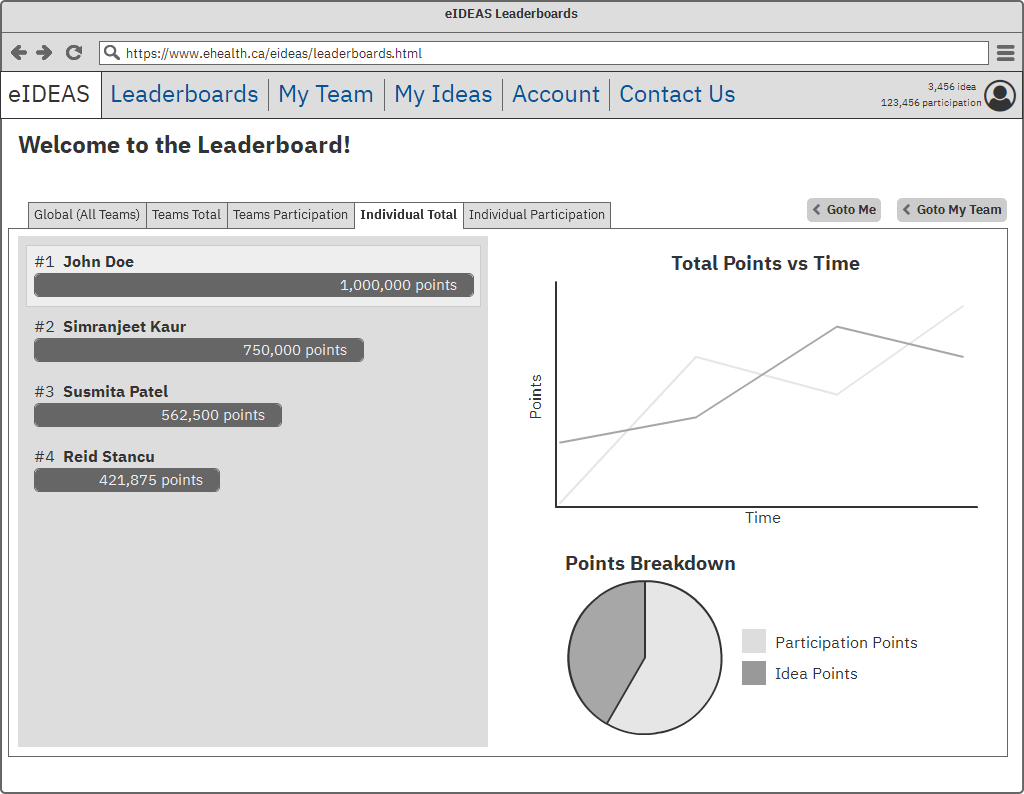 eIDEAS Leaderboards
https://www.ehealth.ca/eideas/leaderboards.html
eIDEAS Leaderboards My Team My Ideas Account Contact Us
3,456 idea
123,456 participation
Welcome to the Leaderboard!
Global (All Teams) Teams Total Teams Participation Individual Total Individual Participation
Goto Me Goto My Team
#1 John Doe
1,000,000 points
#2 Simranjeet Kaur
750,000 points
#3 Susmita Patel
562,500 points
#4 Reid Stancu
421,875 points
Total Points vs Time
Points
Time
Points Breakdown
Participation Points
Idea Points